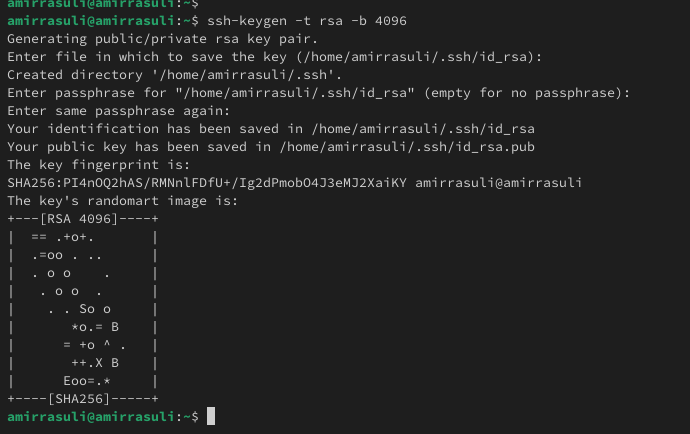 amirrasuli@amirrasuli:~$
amirrasuli@amirrasuli:~$ ssh-keygen -t rsa -b 4096
Generating public/private rsa key pair.
Enter file in which to save the key (/home/amirrasuli/.ssh/id_rsa):
Created directory '/home/amirrasuli/.ssh'.
Enter passphrase for "/home/amirrasuli/.ssh/id_rsa" (empty for no passphrase):
Enter same passphrase again:
Your identification has been saved in /home/amirrasuli/.ssh/id_rsa
Your public key has been saved in /home/amirrasuli/.ssh/id_rsa.pub
The key fingerprint is:
SHA256:PI4nOQ2hAS/RMNnlFDfU+/Ig2dPmobO4J3eMJ2XaiKY amirrasuli@amirrasuli
The key's randomart image is:
+---[RSA 4096]----+
|  == .+o+.       |
|  .=oo . ..      |
|  . o o    .     |
|   . o o  .      |
|    . . So o     |
|       *o.= B    |
|      = +o ^ .   |
|       ++.X B    |
|      Eoo=.*     |
+----[SHA256]-----+
amirrasuli@amirrasuli:~$